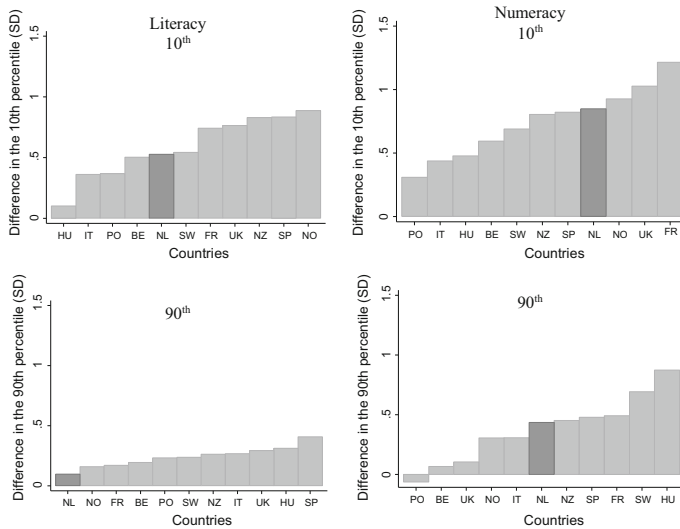 Literacy
10th
Difference in the 10th percentile (SD)
1.5
1
.5
0
HU IT PO BE NL SW FR UK NZ SP NO
Countries
Numeracy
10th
Difference in the 10th percentile (SD)
1.5
1
.5
0
PO IT HU BE SW NZ SP NL NO UK FR
Countries
90th
Difference in the 90th percentile (SD)
1.5
1
.5
0
NL NO FR BE PO SW NZ IT UK HU SP
Countries
90th
Difference in the 90th percentile (SD)
1.5
1
.5
0
PO BE UK NO IT NL NZ SP FR SW HU
Countries